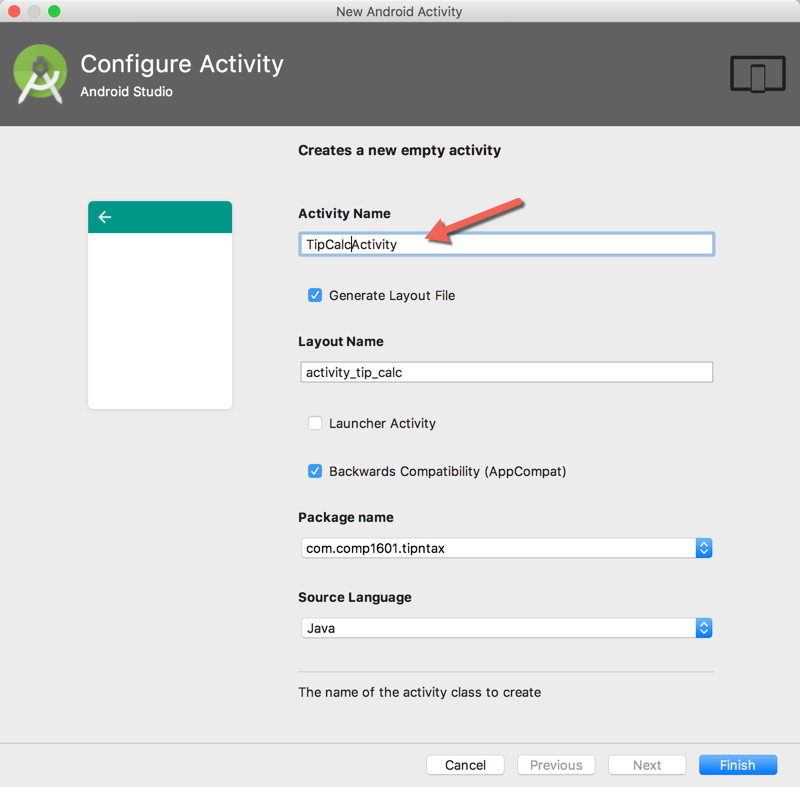 New Android Activity
Configure Activity
Android Studio
Creates a new empty activity
Activity Name
TipCalcActivity
Generate Layout File
Layout Name
activity_tip_calc
Launcher Activity
Backwards Compatibility (AppCompat)
Package name
com.comp1601.tipntax
Source Language
Java
The name of the activity class to create
Cancel
Previous
Next
Finish